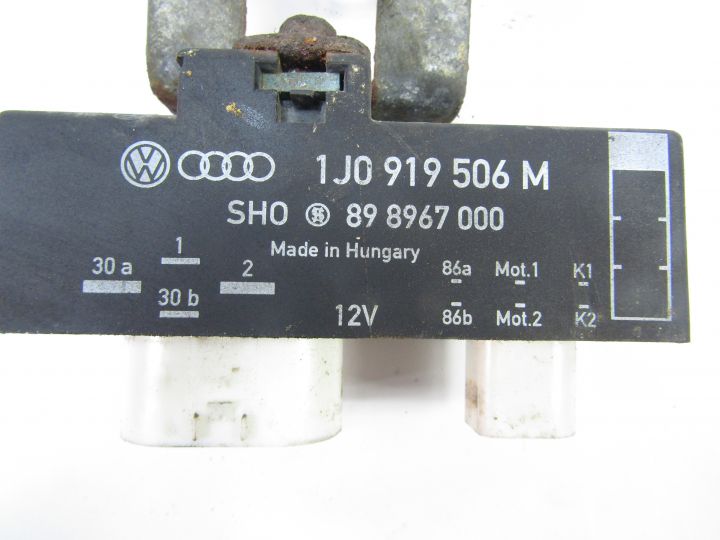 1J0 919 506 M
SHO 89 8967 000
Made in Hungary
30 a 1 2 86a Mot.1 K1
30 b 12V 86b Mot.2 K2